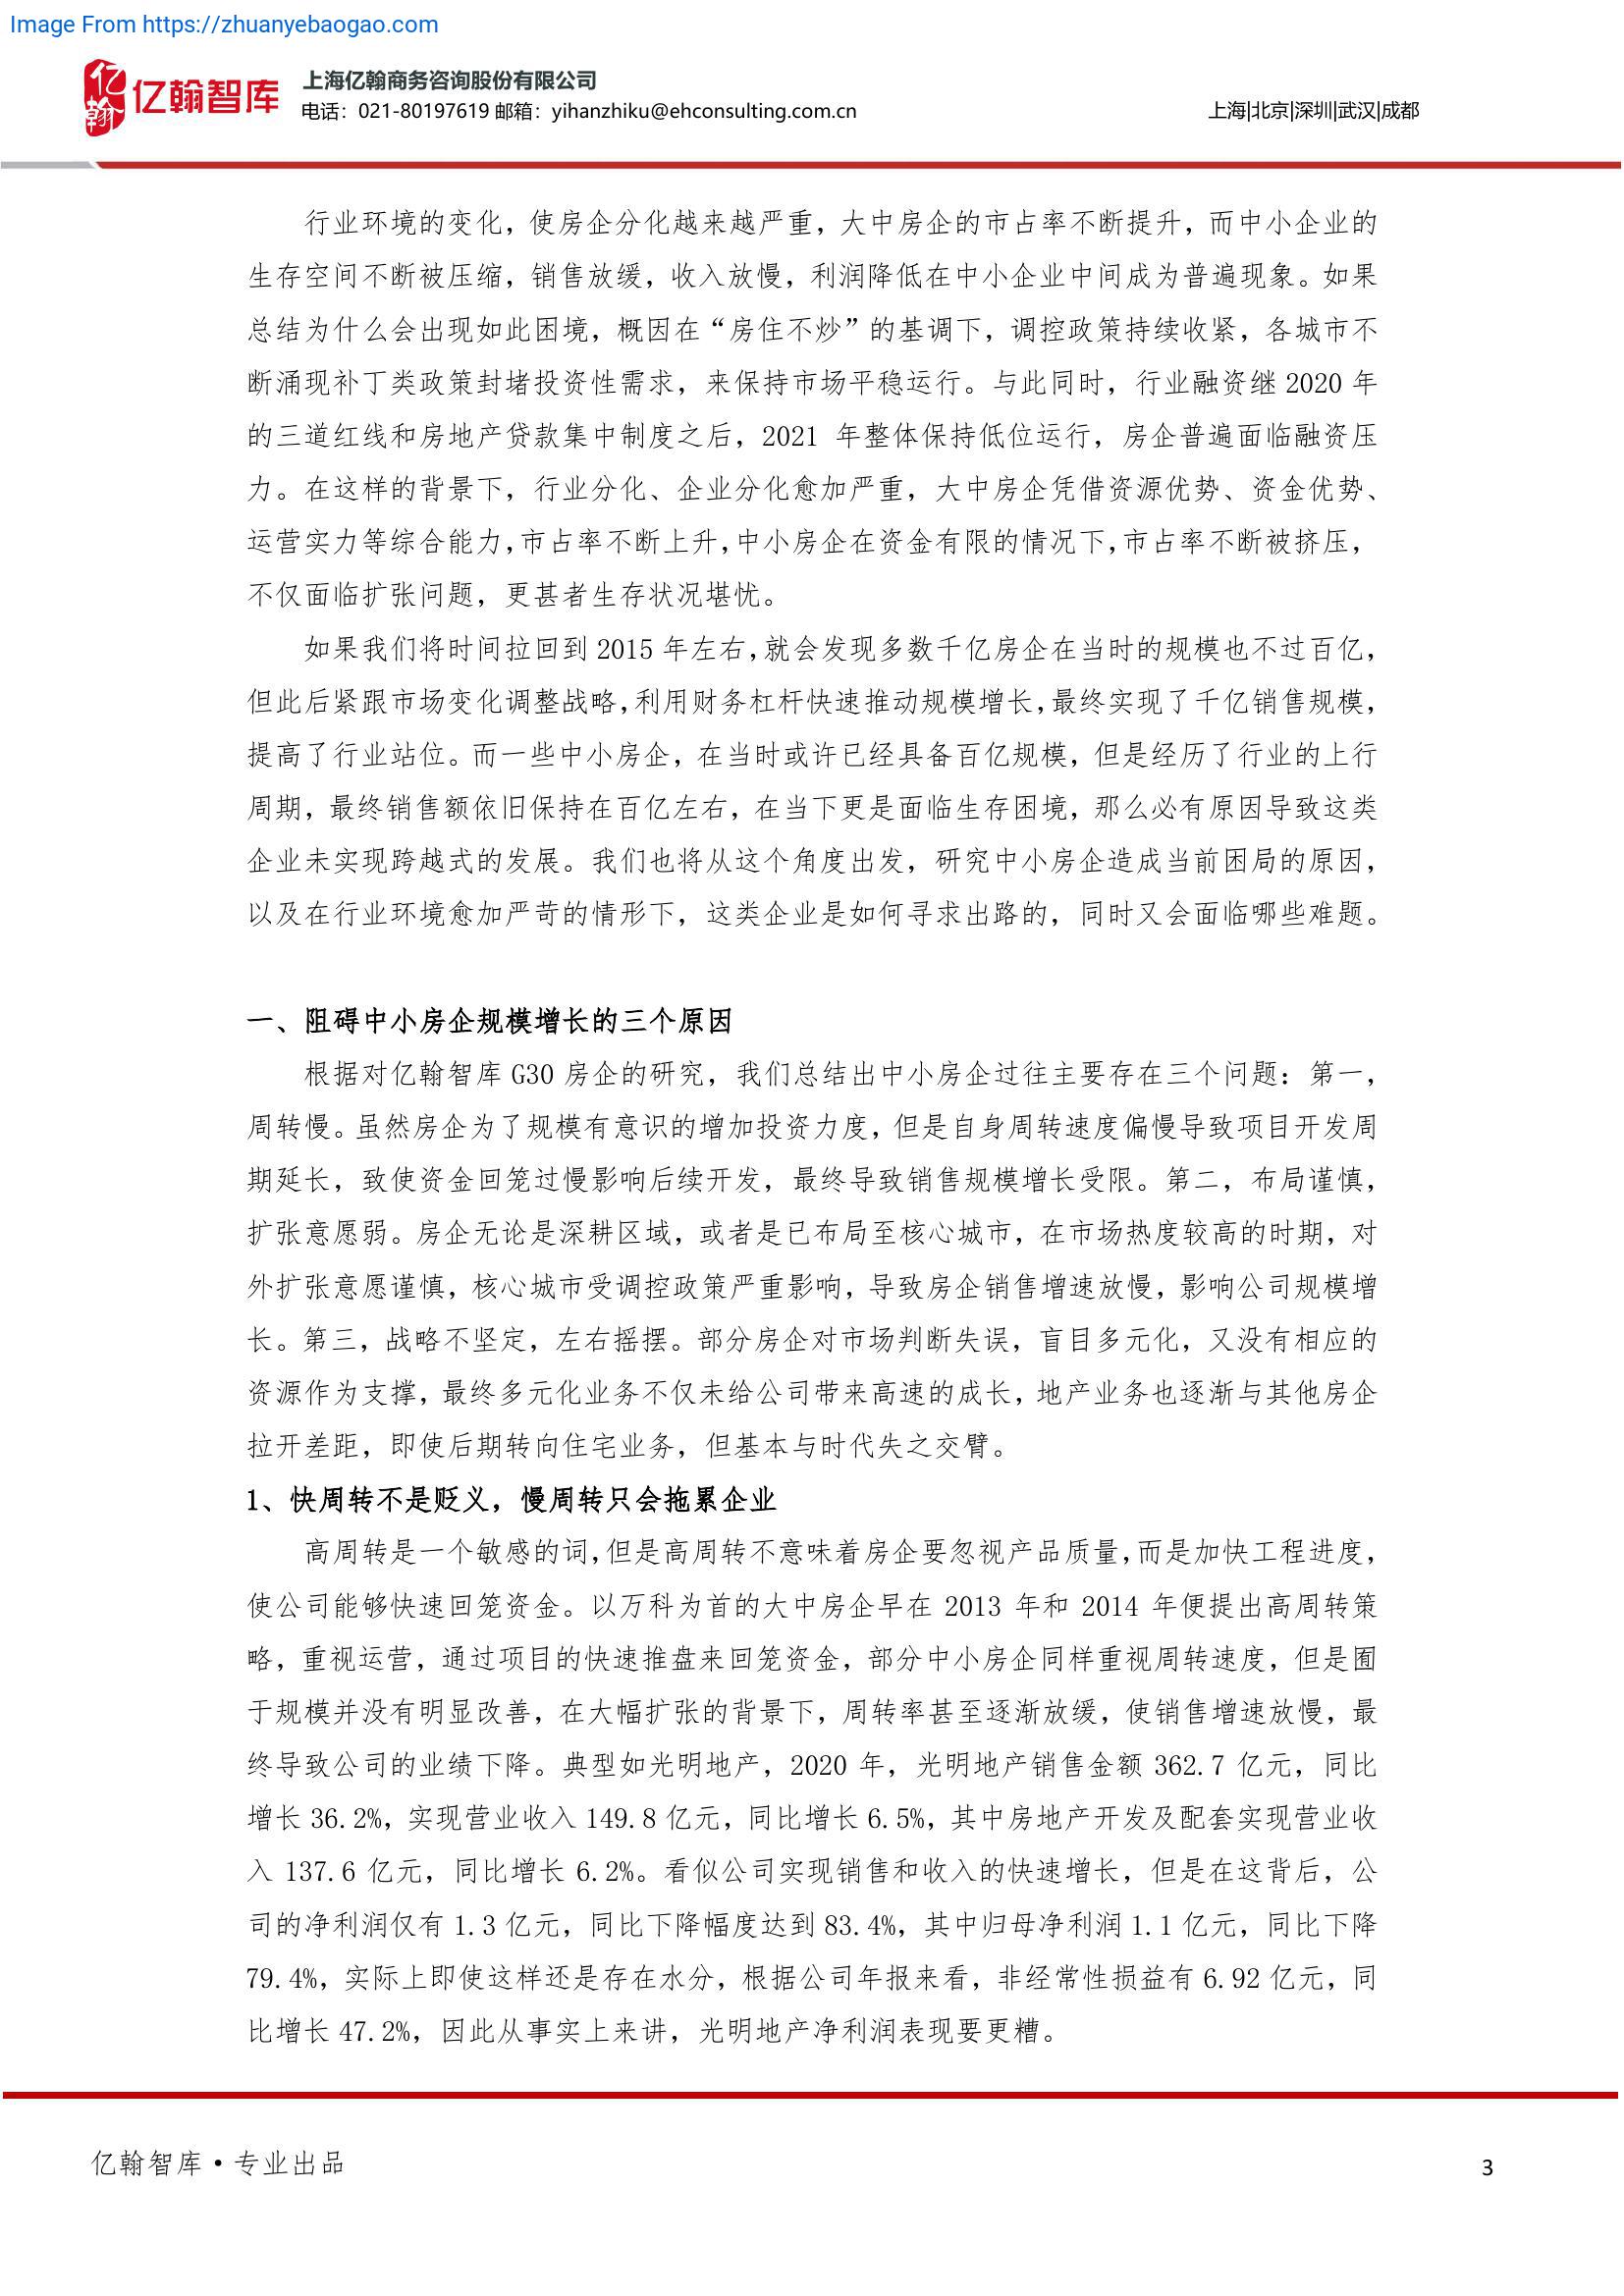 Image From https://zhuanyebaogao.com
亿翰
亿翰智库
上海亿翰商务咨询股份有限公司
电话：021-80197619 邮箱：yihanzhiku@ehconsulting.com.cn
上海|北京|深圳|武汉|成都
行业环境的变化，使房企分化越来越严重，大中房企的市占率不断提升，而中小企业的
生存空间不断被压缩，销售放缓，收入放慢，利润降低在中小企业中间成为普遍现象。如果
总结为什么会出现如此困境，概因在“房住不炒”的基调下，调控政策持续收紧，各城市不
断涌现补丁类政策封堵投资性需求，来保持市场平稳运行。与此同时，行业融资继 2020 年
的三道红线和房地产贷款集中制度之后，2021 年整体保持低位运行，房企普遍面临融资压
力。在这样的背景下，行业分化、企业分化愈加严重，大中房企凭借资源优势、资金优势、
运营实力等综合能力，市占率不断上升，中小房企在资金有限的情况下，市占率不断被挤压，
不仅面临扩张问题，更甚者生存状况堪忧。
如果我们将时间拉回到 2015 年左右，就会发现多数千亿房企在当时的规模也不过百亿，
但此后紧跟市场变化调整战略，利用财务杠杆快速推动规模增长，最终实现了千亿销售规模，
提高了行业站位。而一些中小房企，在当时或许已经具备百亿规模，但是经历了行业的上行
周期，最终销售额依旧保持在百亿左右，在当下更是面临生存困境，那么必有原因导致这类
企业未实现跨越式的发展。我们也将从这个角度出发，研究中小房企造成当前困局的原因，
以及在行业环境愈加严苛的情形下，这类企业是如何寻求出路的，同时又会面临哪些难题。
一、阻碍中小房企规模增长的三个原因
根据对亿翰智库 G30 房企的研究，我们总结出中小房企过往主要存在三个问题：第一，
周转慢。虽然房企为了规模有意识的增加投资力度，但是自身周转速度偏慢导致项目开发周
期延长，致使资金回笼过慢影响后续开发，最终导致销售规模增长受限。第二，布局谨慎，
扩张意愿弱。房企无论是深耕区域，或者是已布局至核心城市，在市场热度较高的时期，对
外扩张意愿谨慎，核心城市受调控政策严重影响，导致房企销售增速放慢，影响公司规模增
长。第三，战略不坚定，左右摇摆。部分房企对市场判断失误，盲目多元化，又没有相应的
资源作为支撑，最终多元化业务不仅未给公司带来高速的成长，地产业务也逐渐与其他房企
拉开差距，即使后期转向住宅业务，但基本与时代失之交臂。
1、快周转不是贬义，慢周转只会拖累企业
高周转是一个敏感的词，但是高周转不意味着房企要忽视产品质量，而是加快工程进度，
使公司能够快速回笼资金。以万科为首的大中房企早在 2013 年和 2014 年便提出高周转策
略，重视运营，通过项目的快速推盘来回笼资金，部分中小房企同样重视周转速度，但是囿
于规模并没有明显改善，在大幅扩张的背景下，周转率甚至逐渐放缓，使销售增速放慢，最
终导致公司的业绩下降。典型如光明地产，2020 年，光明地产销售金额 362.7 亿元，同比
增长 36.2%，实现营业收入 149.8 亿元，同比增长 6.5%，其中房地产开发及配套实现营业收
入 137.6 亿元，同比增长 6.2%。看似公司实现销售和收入的快速增长，但是在这背后，公
司的净利润仅有 1.3 亿元，同比下降幅度达到 83.4%，其中归母净利润 1.1 亿元，同比下降
79.4%，实际上即使这样还是存在水分，根据公司年报来看，非经常性损益有 6.92 亿元，同
比增长 47.2%，因此从事实上来讲，光明地产净利润表现要更糟。
亿翰智库·专业出品
3